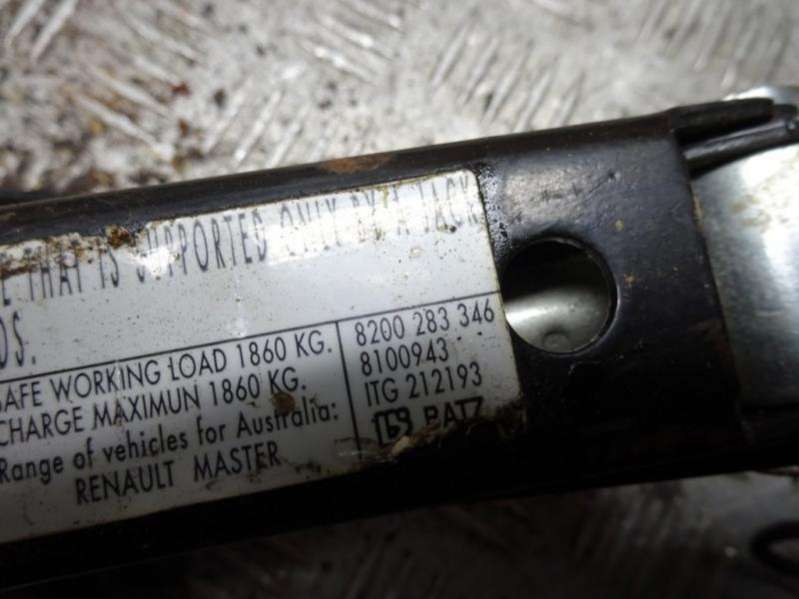 THAT IS SUPPORTED ONLY BY A JACK
OS.
SAFE WORKING LOAD 1860 KG.
CHARGE MAXIMUN 1860 KG.
Range of vehicles for Australia:
RENAULT MASTER
8200 283 346
8100943
ITG 212193
BATZ